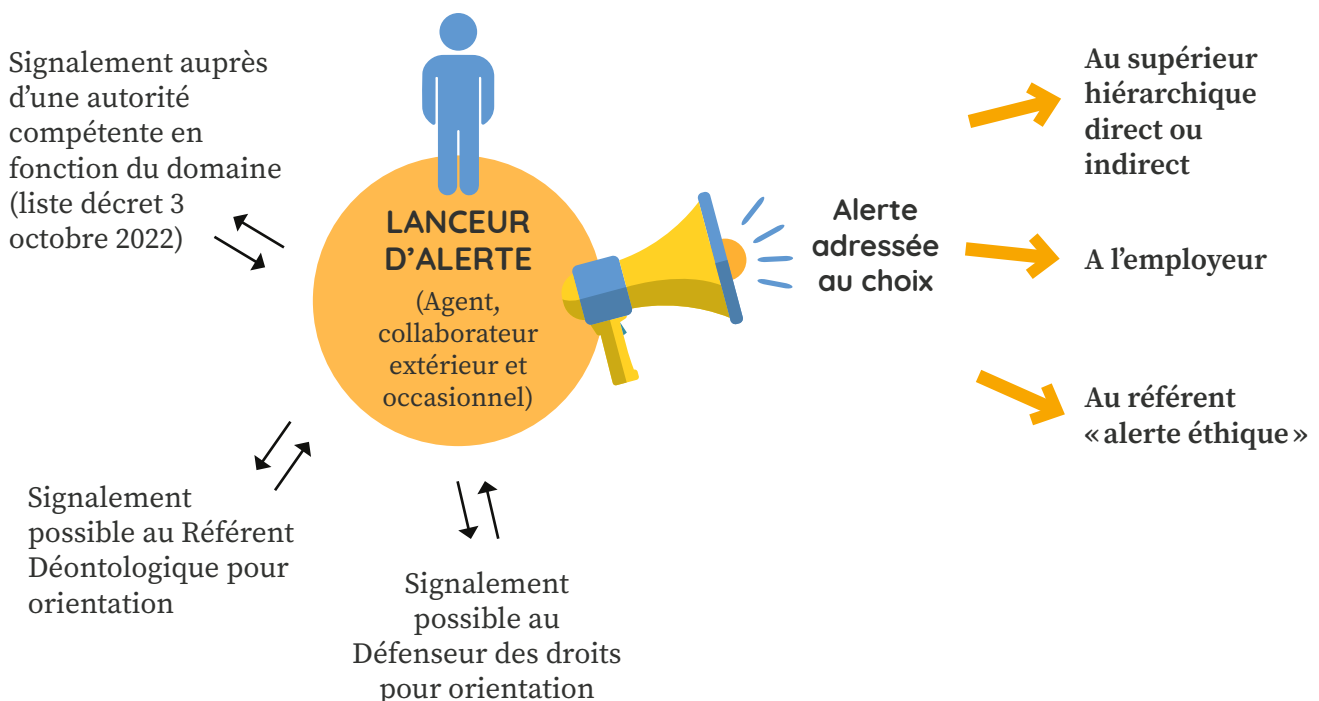 Signalement auprès
d’une autorité
compétente en
fonction du domaine
(liste décret 3
octobre 2022)
LANCEUR
D’ALERTE
(Agent,
collaborateur
extérieur et
occasionnel)
Alerte
adressée
au choix
Au supérieur
hiérarchique
direct ou
indirect
A l’employeur
Au référent
« alerte éthique »
Signalement
possible au Référent
Déontologique pour
orientation
Signalement
possible au
Défenseur des droits
pour orientation